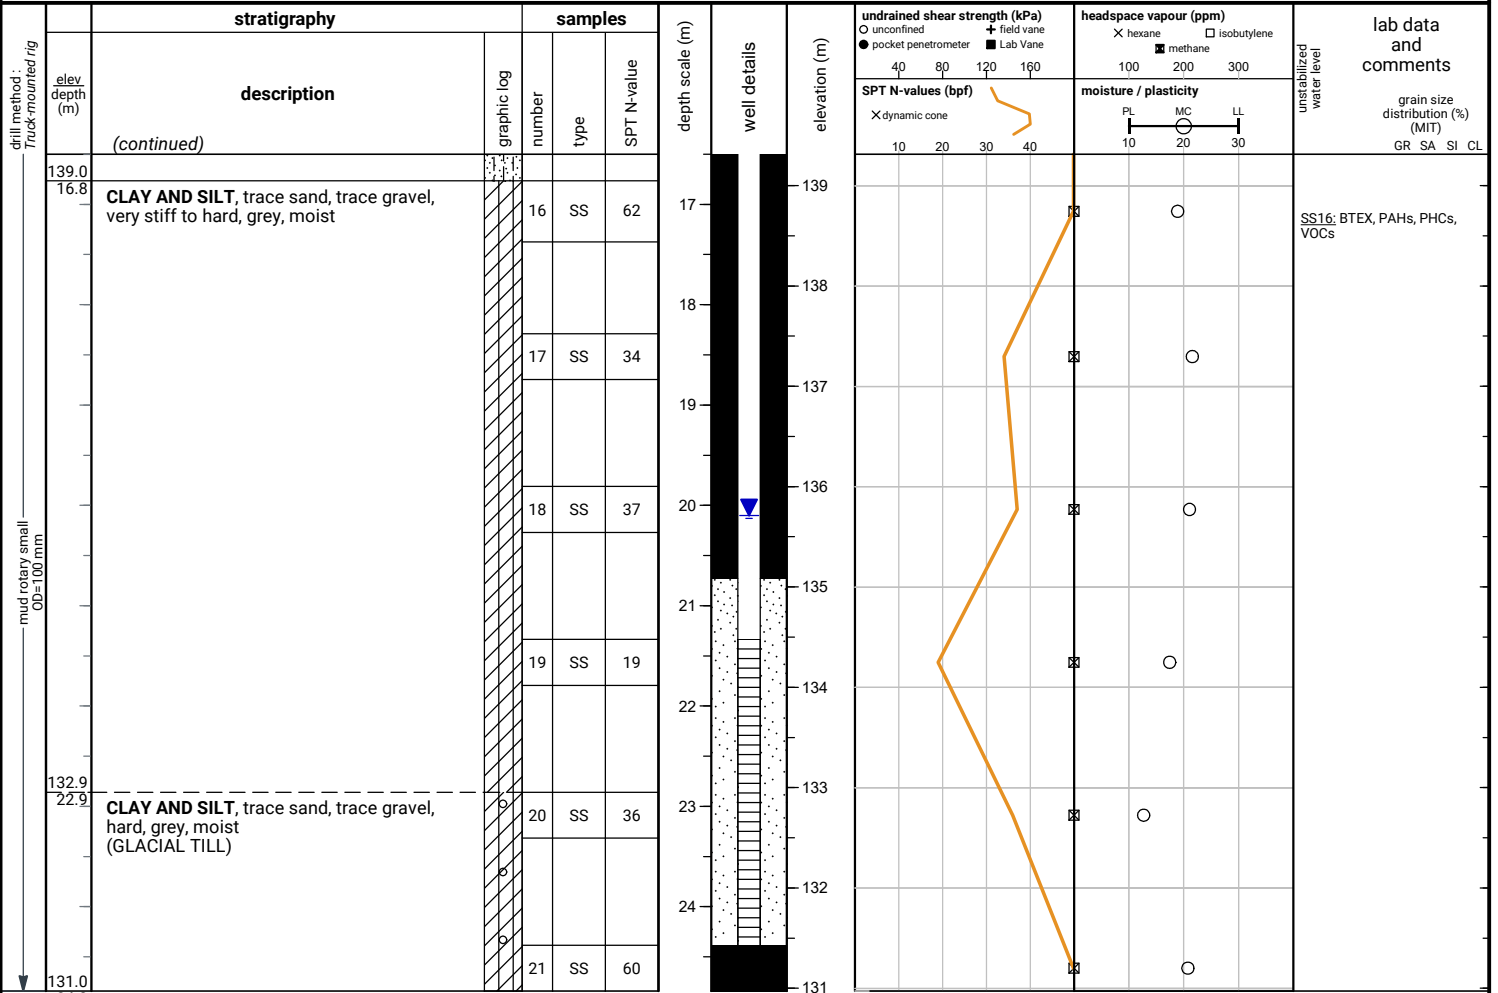 stratigraphy
samples
drill method :
Truck-mounted rig
elev
depth
(m)
description
(continued)
graphic log
number
type
SPT N-value
depth scale (m)
well details
elevation (m)
undrained shear strength (kPa)
unconfined
field vane
pocket penetrometer
Lab Vane
40 80 120 160
SPT N-values (bpf)
dynamic cone
10 20 30 40
headspace vapour (ppm)
hexane
isobutylene
methane
100 200 300
moisture / plasticity
PL MC LL
10 20 30
unstabilized
water level
lab data
and
comments
grain size
distribution (%)
(MIT)
GR SA SI CL
139.0
16.8
CLAY AND SILT, trace sand, trace gravel,
very stiff to hard, grey, moist
16 SS 62
17 SS 34
18 SS 37
19 SS 19
132.9
22.9
CLAY AND SILT, trace sand, trace gravel,
hard, grey, moist
(GLACIAL TILL)
20 SS 36
21 SS 60
131.0
mud rotary small
OD=100 mm
17
18
19
20
21
22
23
24
139
138
137
136
135
134
133
132
131
SS16: BTEX, PAHs, PHCs,
VOCs